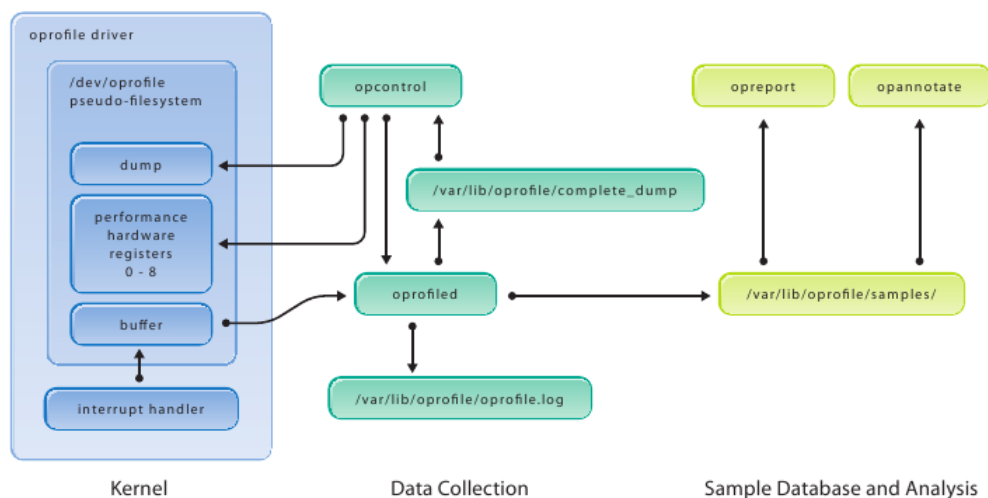 oprofile driver
/dev/oprofile
pseudo-filesystem
dump
performance
hardware
registers
0 - 8
buffer
interrupt handler
opcontrol
/var/lib/oprofile/complete_dump
oprofiled
/var/lib/oprofile/oprofile.log
opreport
opannotate
/var/lib/oprofile/samples/
Kernel
Data Collection
Sample Database and Analysis